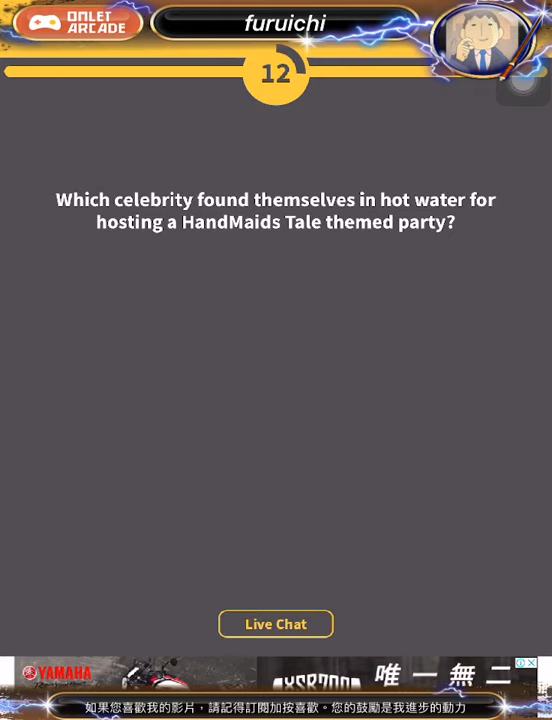 OMLET
ARCADE
furuichi
12
Which celebrity found themselves in hot water for
hosting a HandMaids Tale themed party?
Live Chat
YAMAHA
XSR700
唯一無二
如果您喜歡我的影片，請記得訂閱加按喜歡。您的鼓勵是我進步的動力